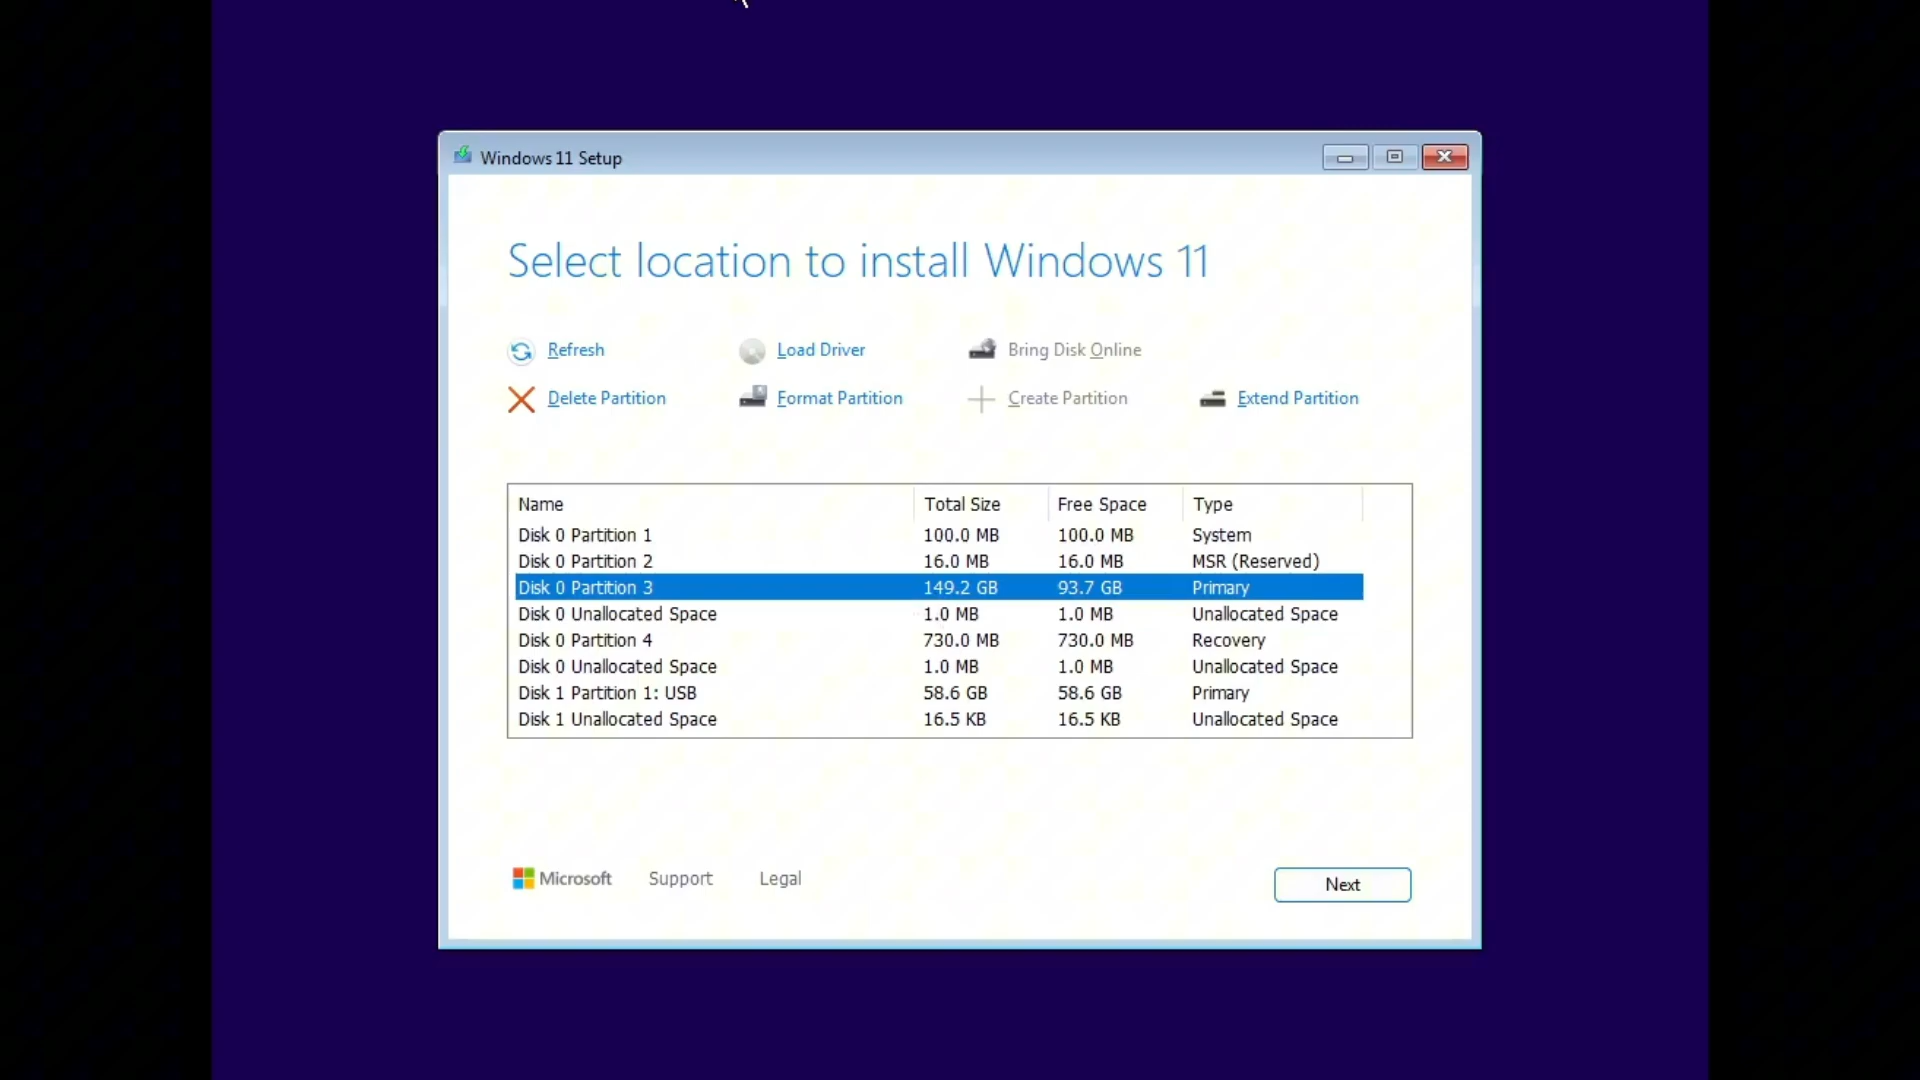 Windows 11 Setup
Select location to install Windows 11
Refresh Load Driver Bring Disk Online
Delete Partition Format Partition Create Partition Extend Partition
Name Total Size Free Space Type
Disk 0 Partition 1 100.0 MB 100.0 MB System
Disk 0 Partition 2 16.0 MB 16.0 MB MSR (Reserved)
Disk 0 Partition 3 149.2 GB 93.7 GB Primary
Disk 0 Unallocated Space 1.0 MB 1.0 MB Unallocated Space
Disk 0 Partition 4 730.0 MB 730.0 MB Recovery
Disk 0 Unallocated Space 1.0 MB 1.0 MB Unallocated Space
Disk 1 Partition 1: USB 58.6 GB 58.6 GB Primary
Disk 1 Unallocated Space 16.5 KB 16.5 KB Unallocated Space
Microsoft Support Legal Next